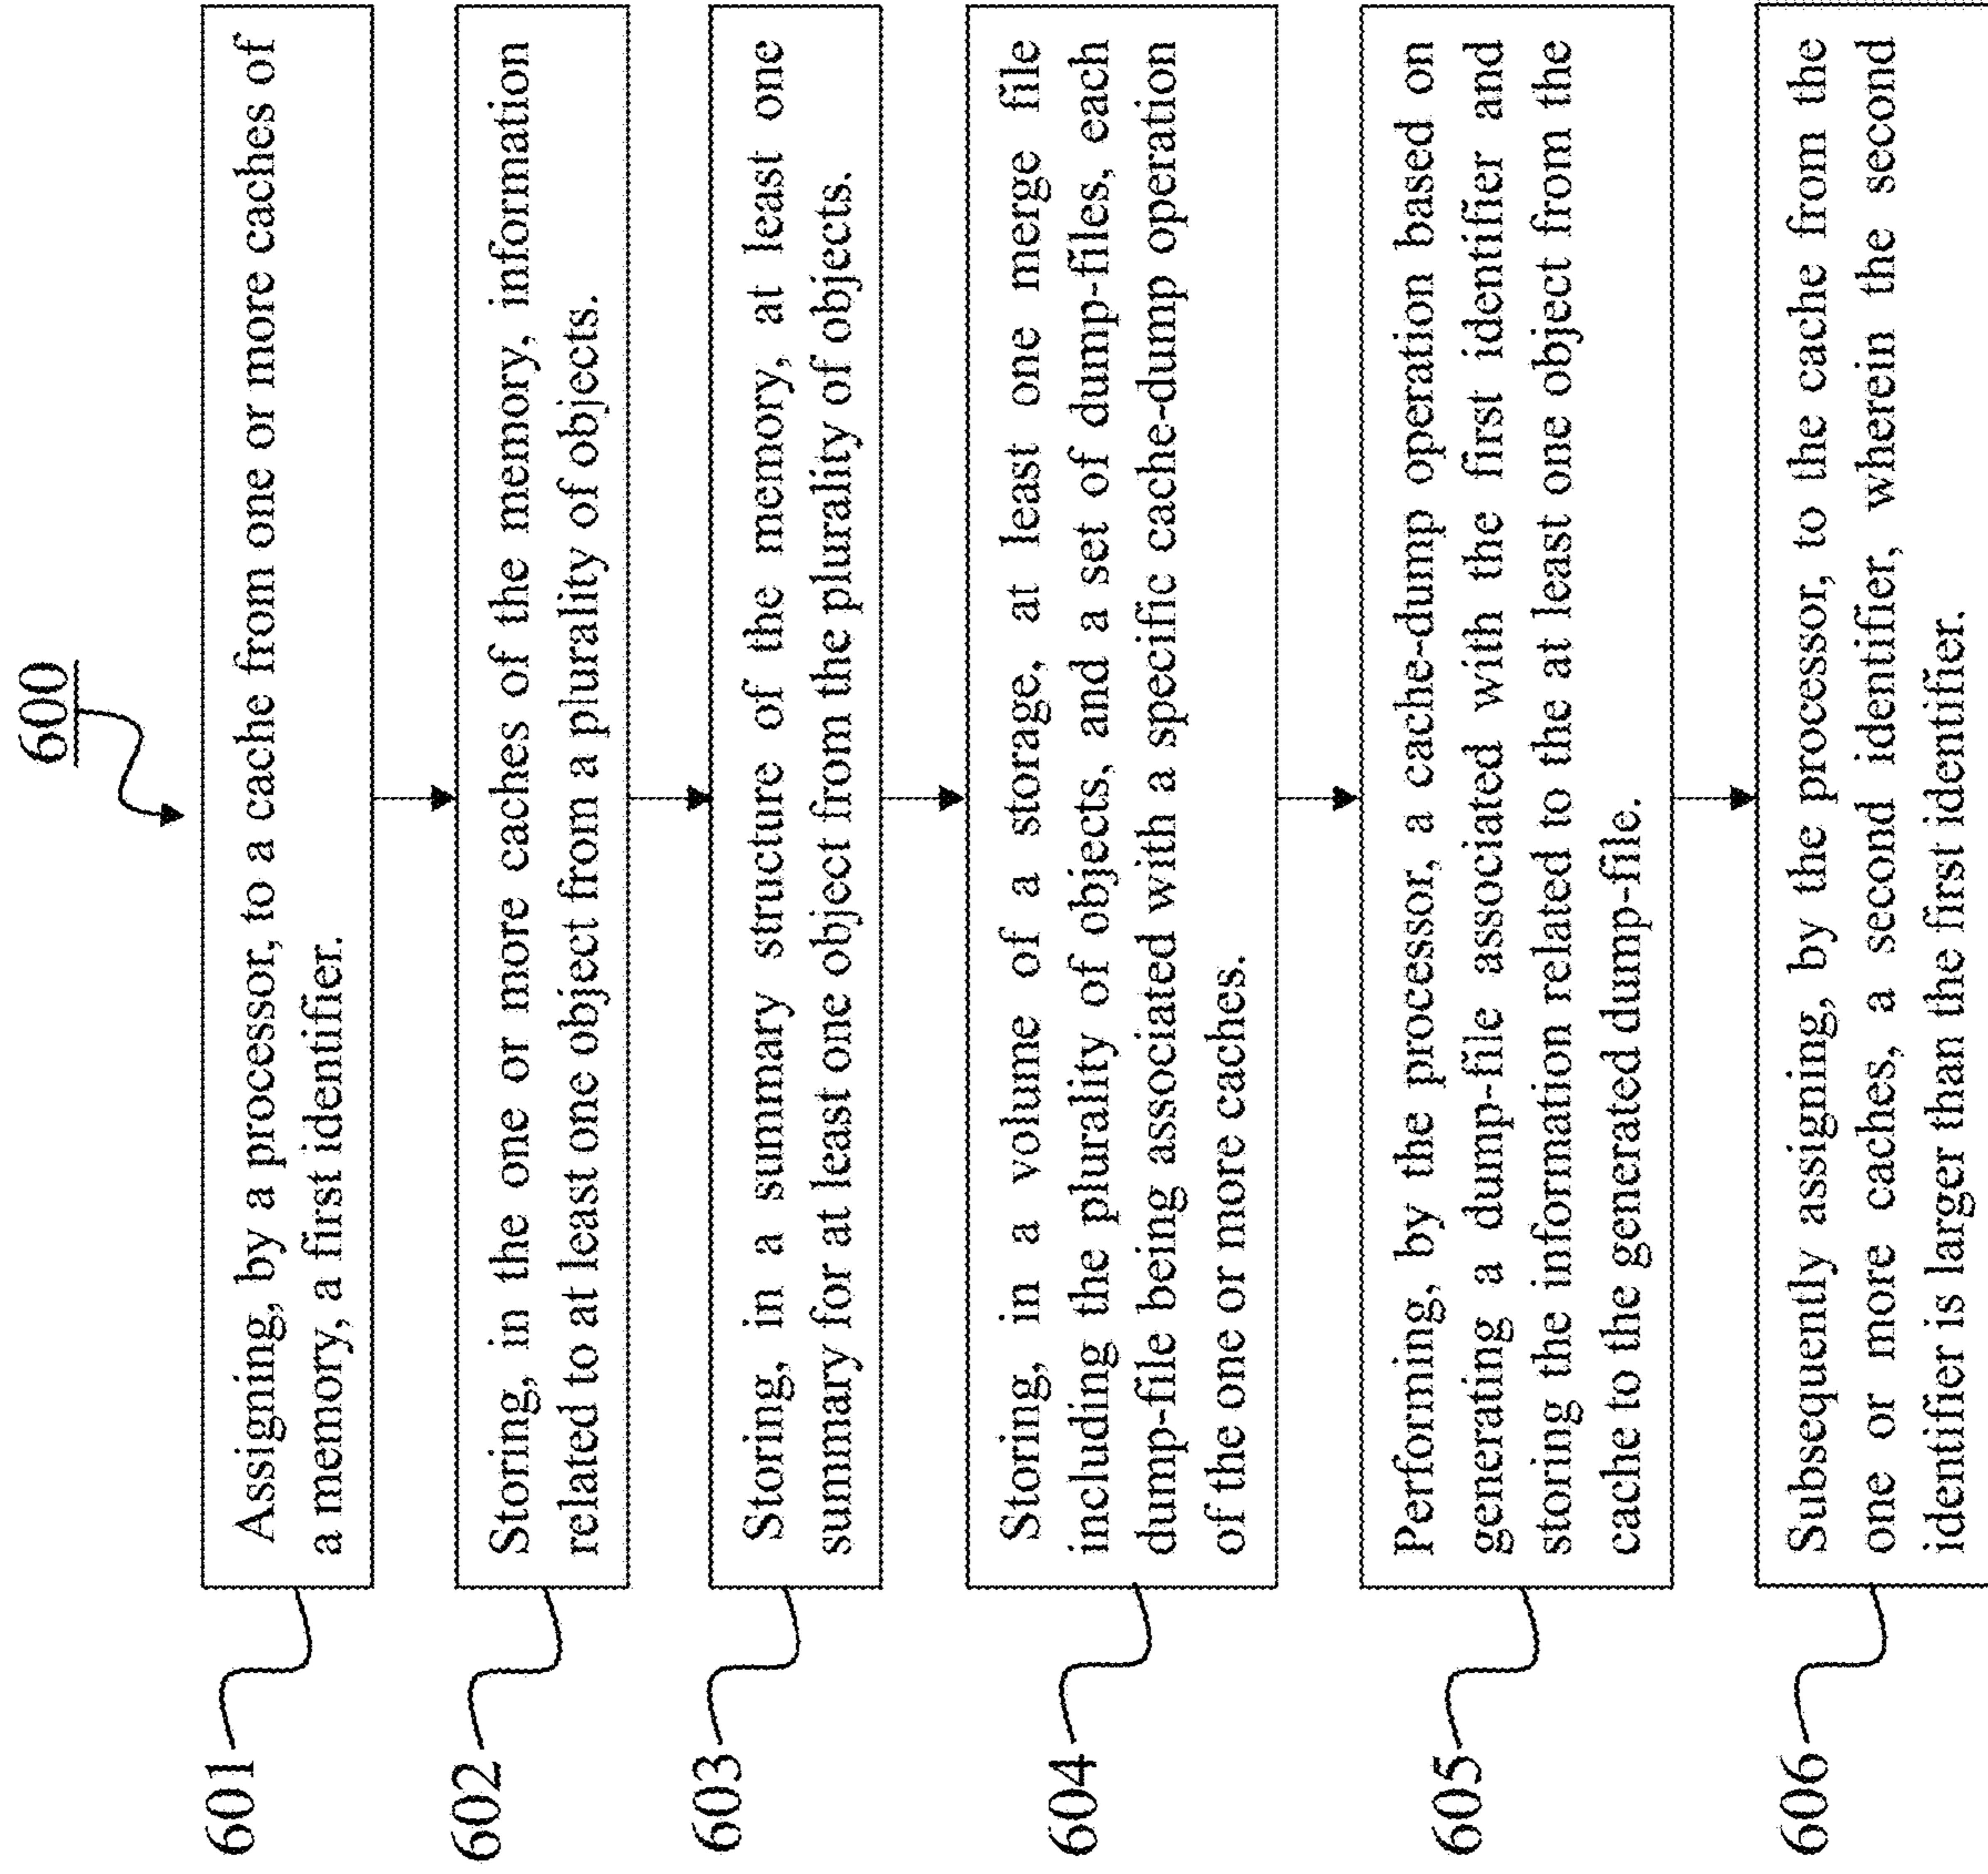 600
601
Assigning, by a processor, to a cache from one or more caches of
a memory, a first identifier.
602
Storing, in the one or more caches of the memory, information
related to at least one object from a plurality of objects.
603
Storing, in a summary structure of the memory, at least one
summary for at least one object from the plurality of objects.
604
Storing, in a volume of a storage, at least one merge file
including the plurality of objects, and a set of dump-files, each
dump-file being associated with a specific cache-dump operation
of the one or more caches.
605
Performing, by the processor, a cache-dump operation based on
generating a dump-file associated with the first identifier and
storing the information related to the at least one object from the
cache to the generated dump-file.
606
Subsequently assigning, by the processor, to the cache from the
one or more caches, a second identifier, wherein the second
identifier is larger than the first identifier.